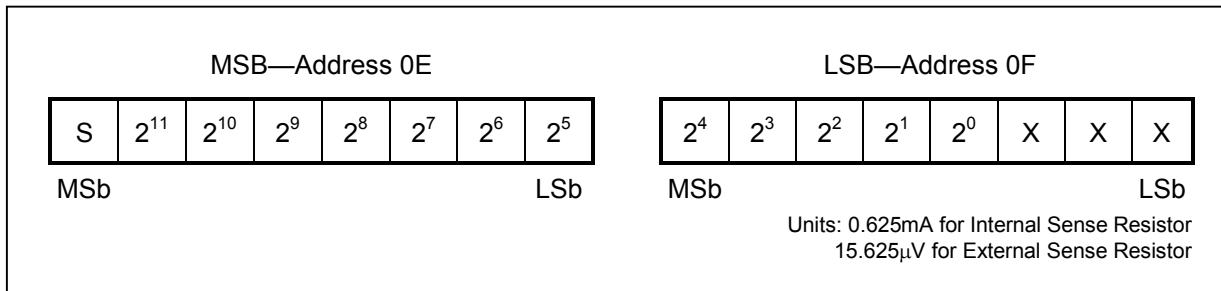 MSB—Address 0E LSB—Address 0F
S 2¹¹ 2¹⁰ 2⁹ 2⁸ 2⁷ 2⁶ 2⁵ 2⁴ 2³ 2² 2¹ 2⁰ X X X
MSb LSb MSb LSb
Units: 0.625mA for Internal Sense Resistor
15.625μV for External Sense Resistor